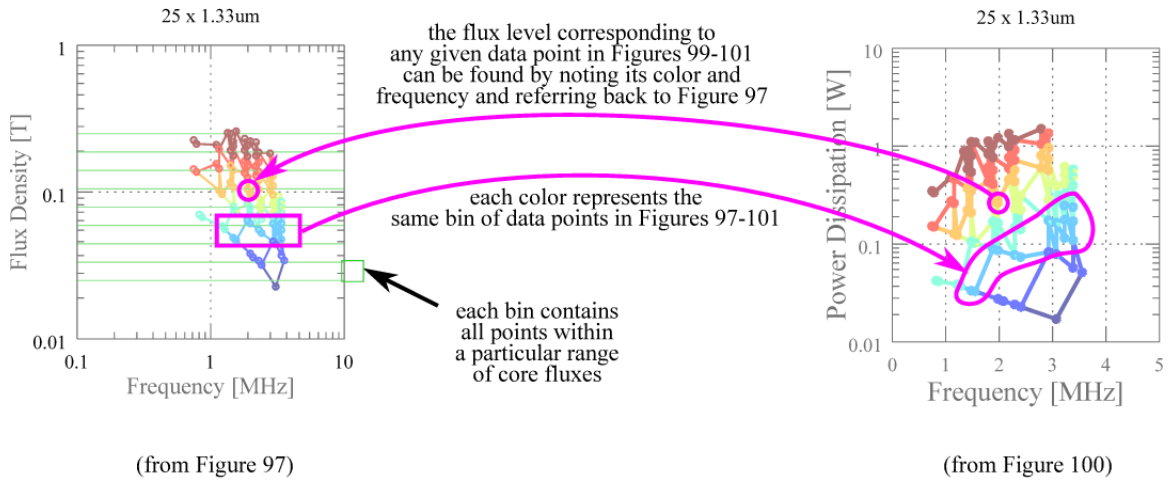 25 x 1.33um
1
0.1
0.01
Flux Density [T]
0.1
1
10
Frequency [MHz]
(from Figure 97)
the flux level corresponding to
any given data point in Figures 99-101
can be found by noting its color and
frequency and referring back to Figure 97
each color represents the
same bin of data points in Figures 97-101
each bin contains
all points within
a particular range
of core fluxes
25 x 1.33um
10
1
0.1
0.01
Power Dissipation [W]
0
1
2
3
4
5
Frequency [MHz]
(from Figure 100)